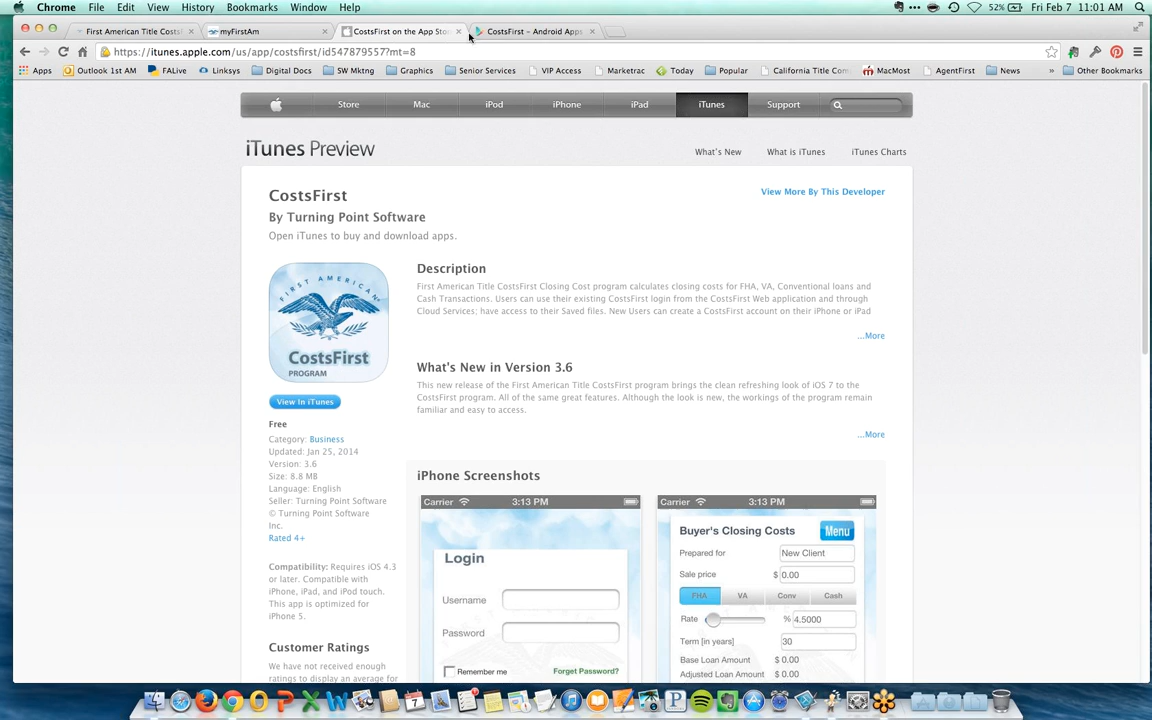 Chrome File Edit View History Bookmarks Window Help 52% Fri Feb 7 11:01 AM
First American Title CostsF myFirstAm CostsFirst on the App Sto CostsFirst – Android Apps
https://itunes.apple.com/us/app/costsfirst/id547879557?mt=8
Apps Outlook 1st AM FALive Linksys Digital Docs SW Mktng Graphics Senior Services VIP Access Marketrac Today Popular California Title Com MacMost AgentFirst News » Other Bookmarks
Store Mac iPod iPhone iPad iTunes Support
iTunes Preview What's New What is iTunes iTunes Charts
CostsFirst View More By This Developer
By Turning Point Software
Open iTunes to buy and download apps.
FIRST AMERICAN
CostsFirst
PROGRAM
View In iTunes
Free
Category: Business
Updated: Jan 25, 2014
Version: 3.6
Size: 8.8 MB
Language: English
Seller: Turning Point Software
© Turning Point Software
Inc.
Rated 4+
Compatibility: Requires iOS 4.3
or later. Compatible with
iPhone, iPad, and iPod touch.
This app is optimized for
iPhone 5.
Customer Ratings
We have not received enough
ratings to display an average for
Description
First American Title CostsFirst Closing Cost program calculates closing costs for FHA, VA, Conventional loans and
Cash Transactions. Users can use their existing CostsFirst login from the CostsFirst Web application and through
Cloud Services; have access to their Saved files. New Users can create a CostsFirst account on their iPhone or iPad
...More
What's New in Version 3.6
This new release of the First American Title CostsFirst program brings the clean refreshing look of iOS 7 to the
CostsFirst program. All of the same great features. Although the look is new, the workings of the program remain
familiar and easy to access.
...More
iPhone Screenshots
Carrier 3:13 PM
Login
Username
Password
Remember me Forget Password?
Carrier 3:13 PM
Buyer's Closing Costs Menu
Prepared for New Client
Sale price $ 0.00
FHA VA Conv Cash
Rate % 4.5000
Term [in years] 30
Base Loan Amount $ 0.00
Adjusted Loan Amount $ 0.00